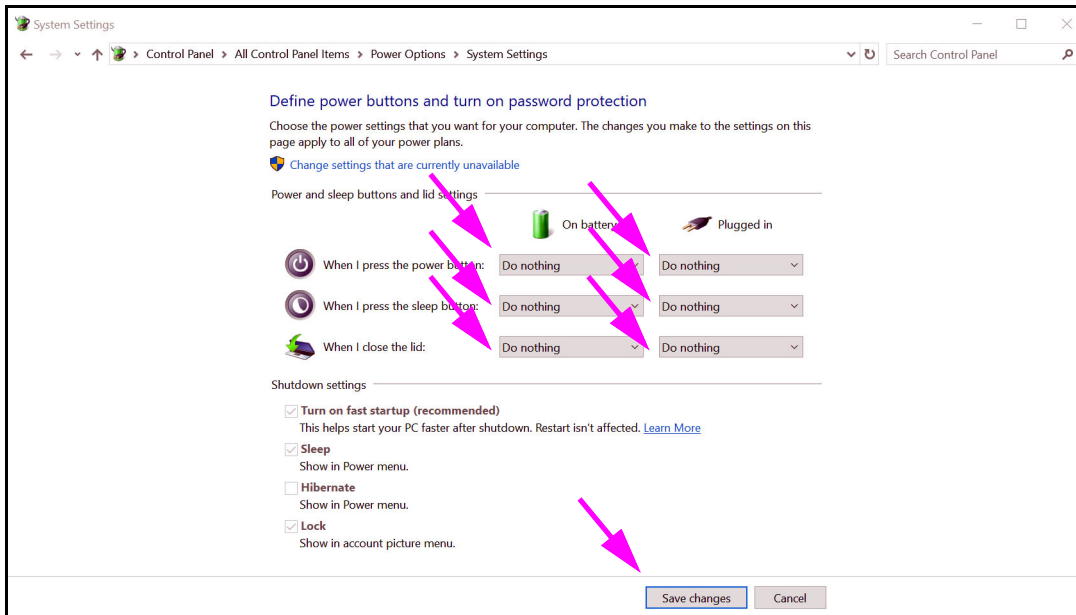 System Settings
Control Panel > All Control Panel Items > Power Options > System Settings
Search Control Panel
Define power buttons and turn on password protection
Choose the power settings that you want for your computer. The changes you make to the settings on this
page apply to all of your power plans.
Change settings that are currently unavailable
Power and sleep buttons and lid settings
On battery Plugged in
When I press the power button: Do nothing Do nothing
When I press the sleep button: Do nothing Do nothing
When I close the lid: Do nothing Do nothing
Shutdown settings
Turn on fast startup (recommended)
This helps start your PC faster after shutdown. Restart isn't affected. Learn More
Sleep
Show in Power menu.
Hibernate
Show in Power menu.
Lock
Show in account picture menu.
Save changes Cancel